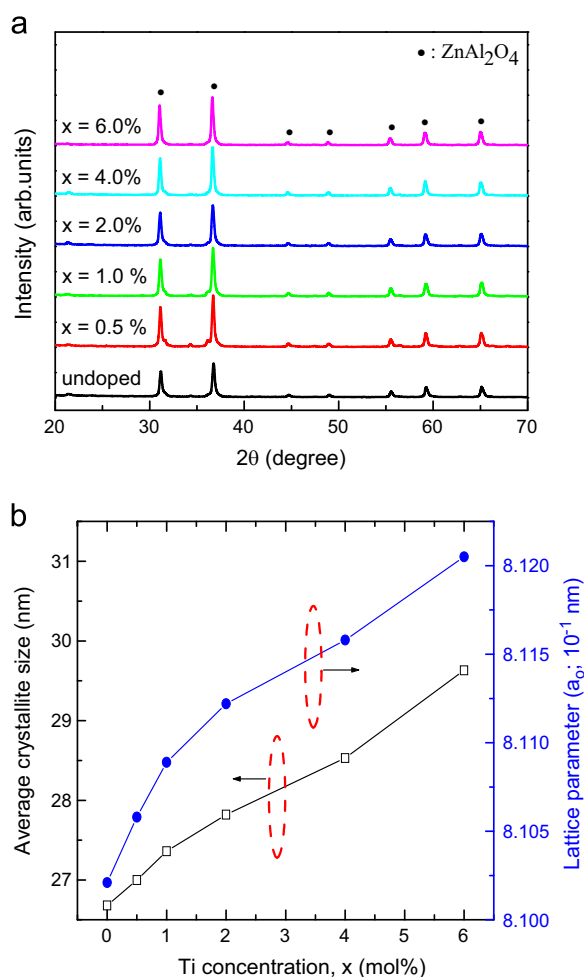 a
• : ZnAl₂O₄
x = 6.0%
x = 4.0%
x = 2.0%
x = 1.0 %
x = 0.5 %
undoped
Intensity (arb.units)
20 30 40 50 60 70
2θ (degree)
b
31
30
29
28
27
Average crystallite size (nm)
8.120
8.115
8.110
8.105
8.100
Lattice parameter (aₒ; 10⁻¹ nm)
0 1 2 3 4 5 6
Ti concentration, x (mol%)